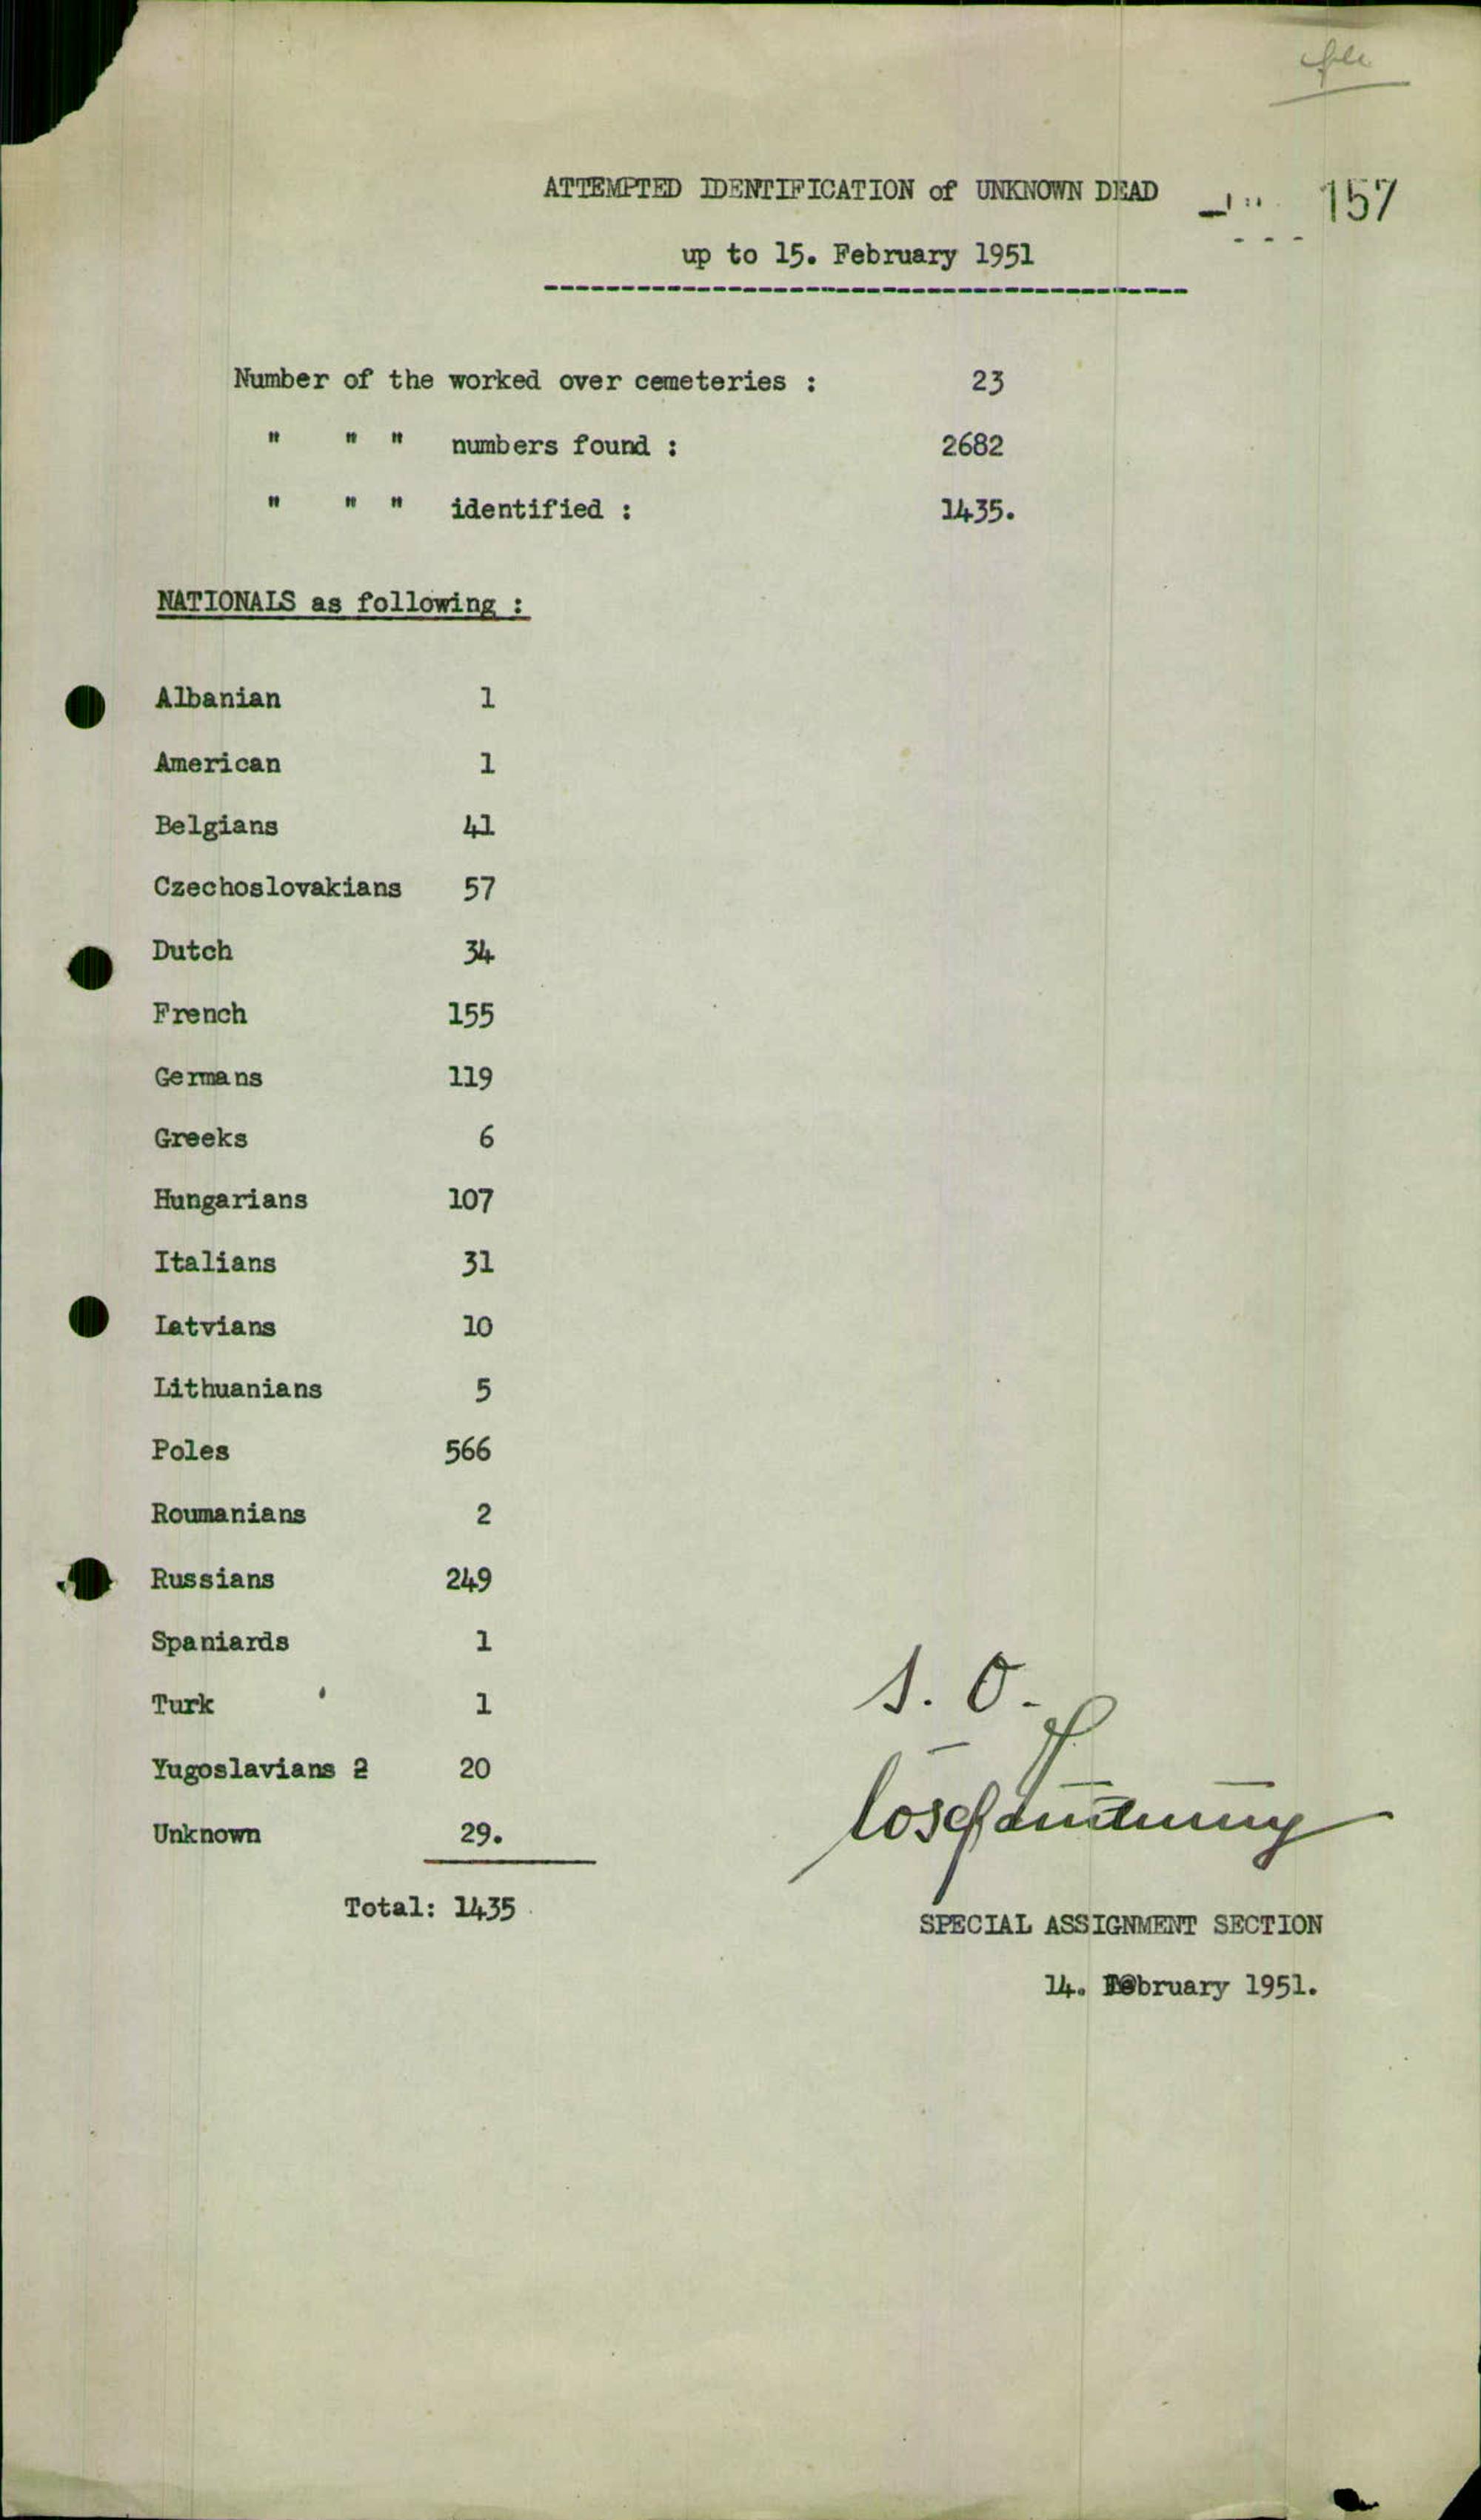 file
ATTEMPTED IDENTIFICATION of UNKNOWN DEAD
157
up to 15. February 1951
Number of the worked over cemeteries : 23
" " " numbers found : 2682
" " " identified : 1435.
NATIONALS as following :
Albanian 1
American 1
Belgians 41
Czechoslovakians 57
Dutch 34
French 155
Germans 119
Greeks 6
Hungarians 107
Italians 31
Latvians 10
Lithuanians 5
Poles 566
Roumanians 2
Russians 249
Spaniards 1
Turk 1
Yugoslavians 2 20
Unknown 29.
Total: 1435
S. O.
SPECIAL ASSIGNMENT SECTION
14. February 1951.